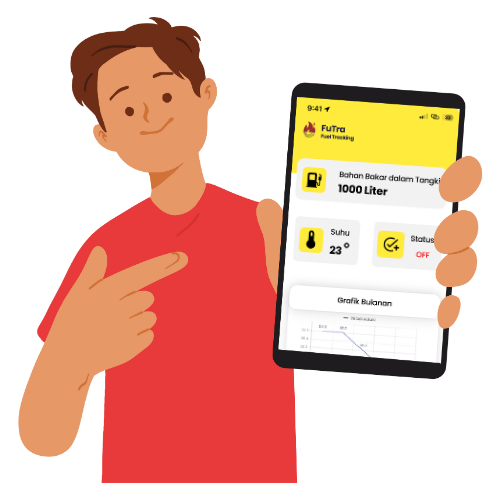 9:41
FuTra
Fuel Tracking
Bahan Bakar dalam Tangki
1000 Liter
Suhu
23°
Status
OFF
Grafik Bulanan